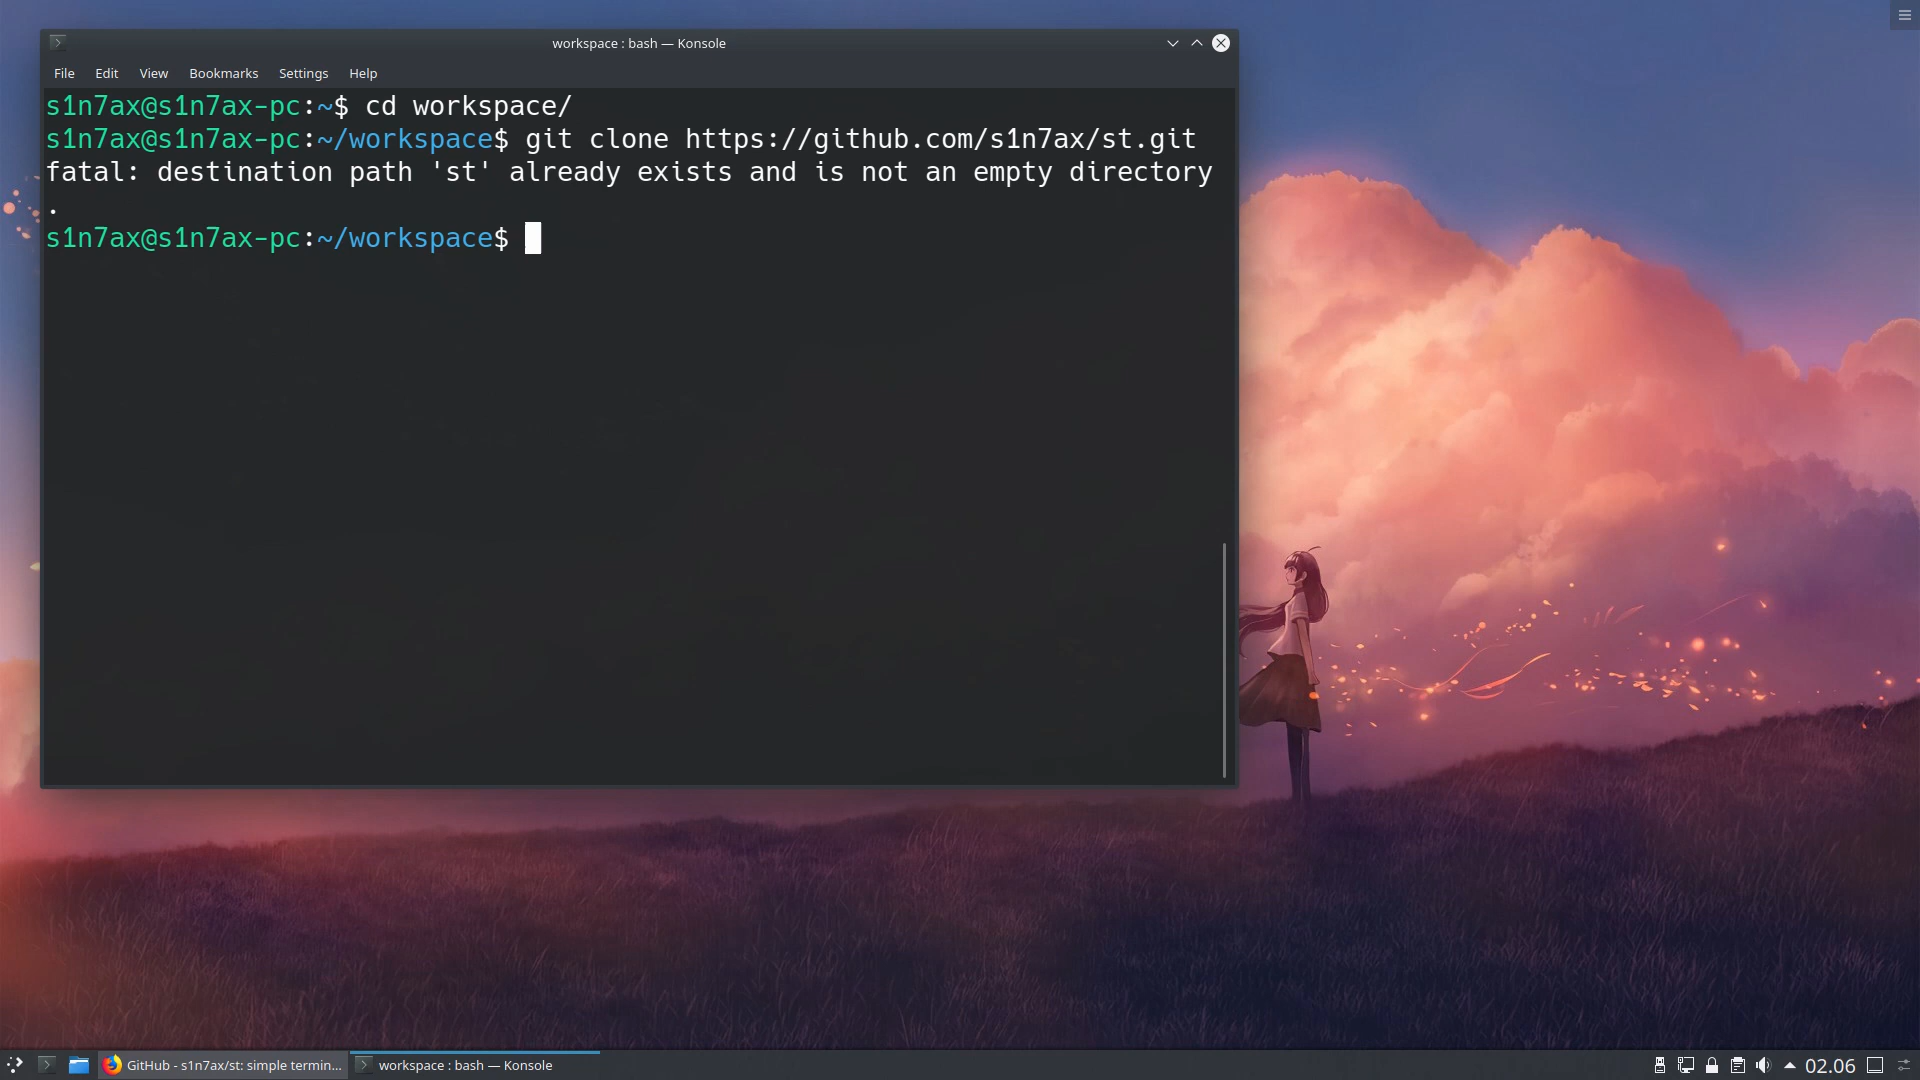 workspace : bash — Konsole
File Edit View Bookmarks Settings Help
s1n7ax@s1n7ax-pc:~$ cd workspace/
s1n7ax@s1n7ax-pc:~/workspace$ git clone https://github.com/s1n7ax/st.git
fatal: destination path 'st' already exists and is not an empty directory
.
s1n7ax@s1n7ax-pc:~/workspace$
GitHub - s1n7ax/st: simple termin... workspace : bash — Konsole 02.06